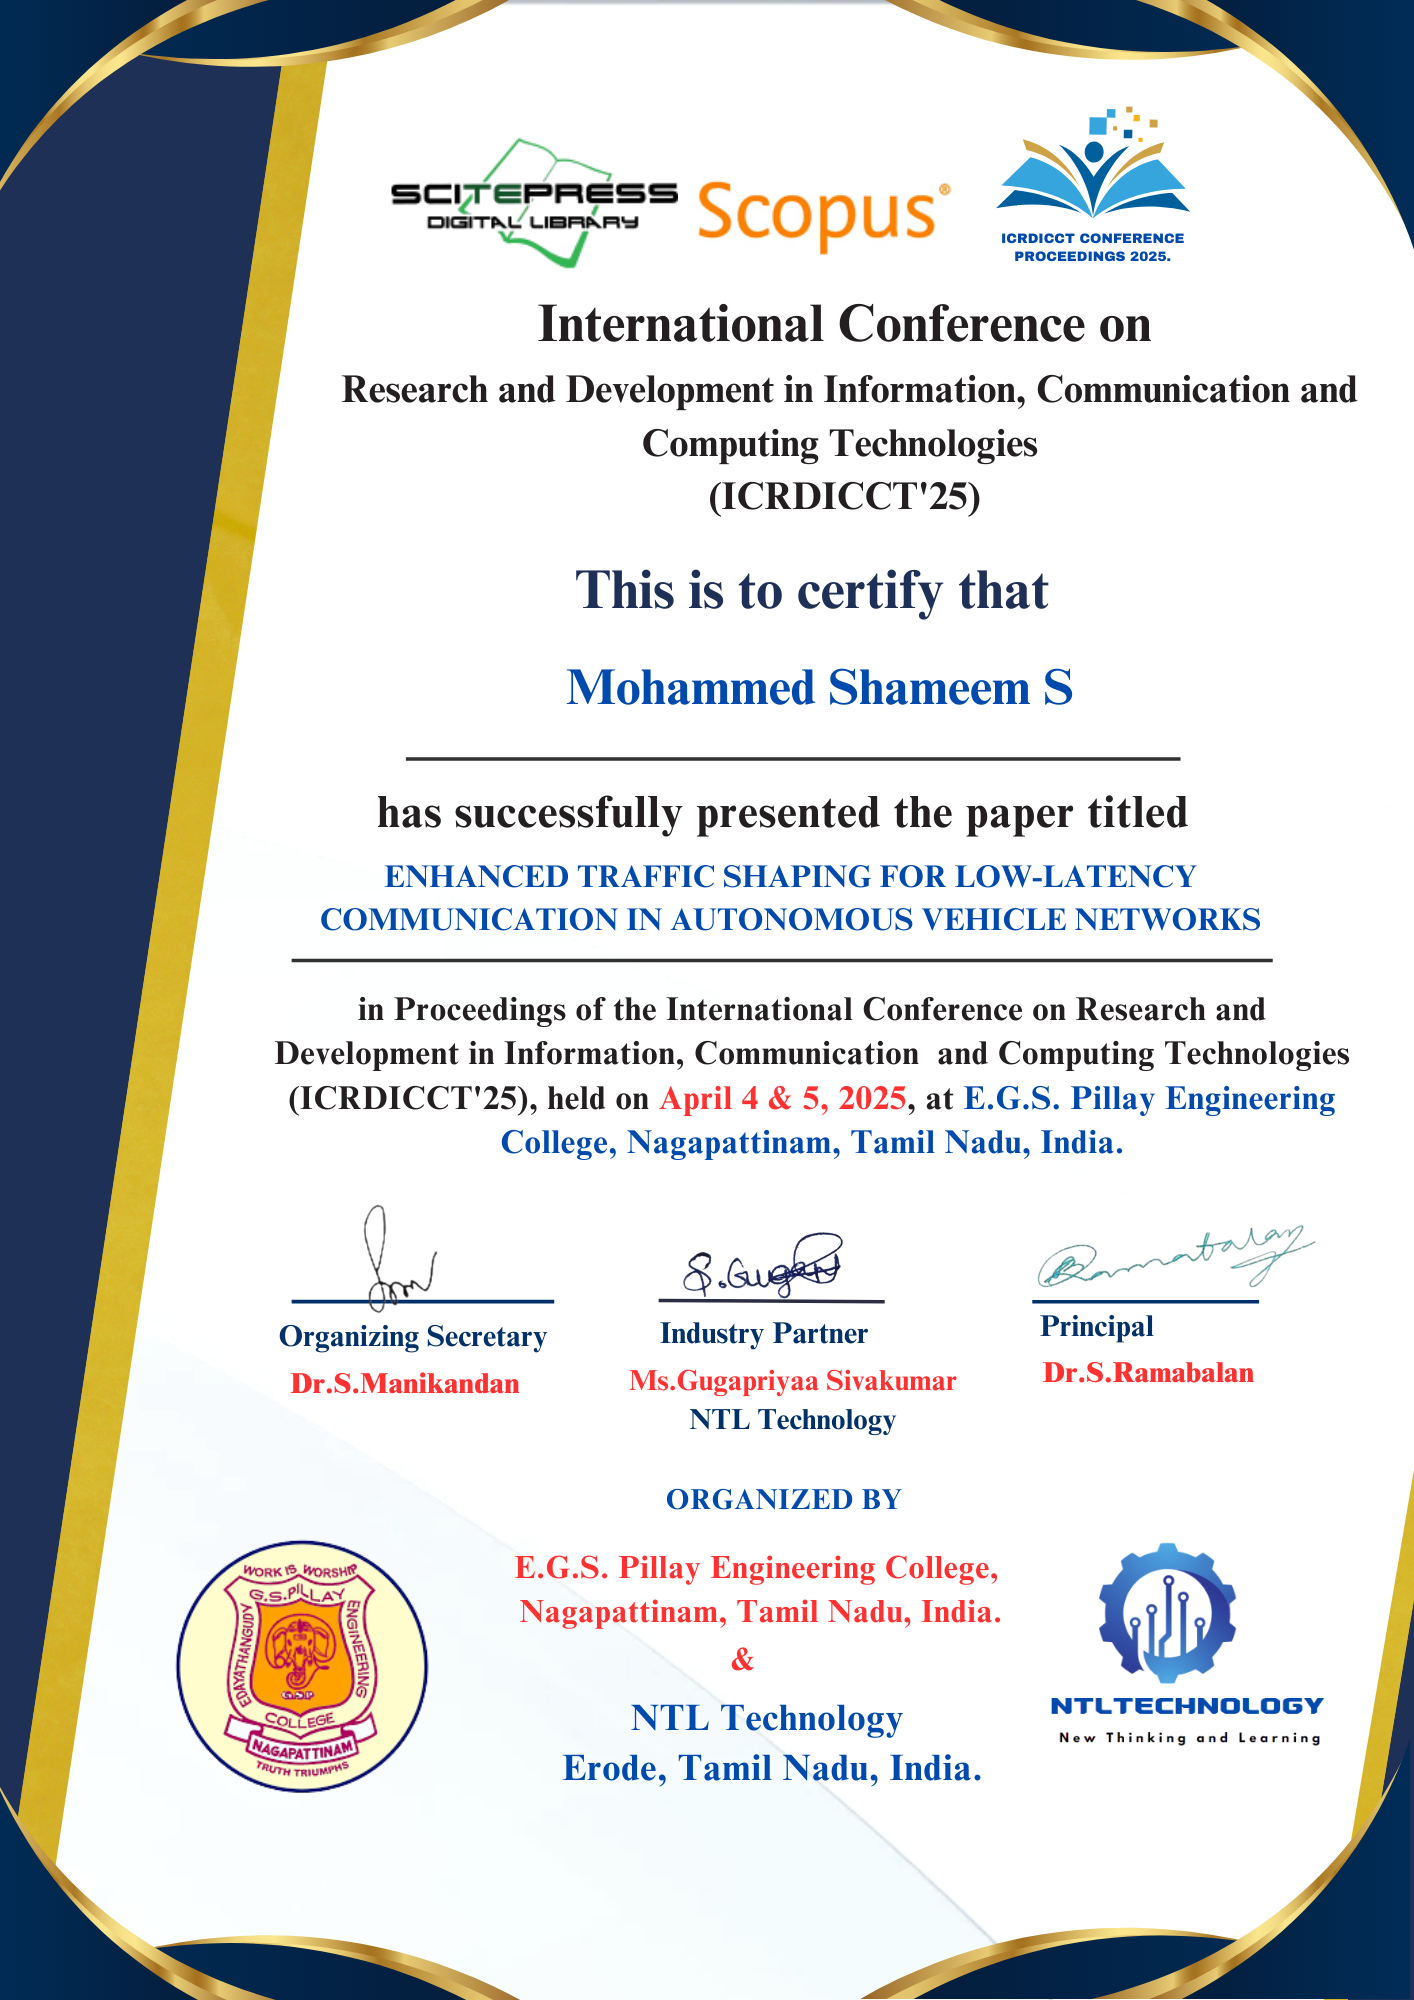 SCITEPRESS
DIGITAL LIBRARY
Scopus®
ICRDICCT CONFERENCE
PROCEEDINGS 2025.
International Conference on
Research and Development in Information, Communication and
Computing Technologies
(ICRDICCT'25)
This is to certify that
Mohammed Shameem S
has successfully presented the paper titled
ENHANCED TRAFFIC SHAPING FOR LOW-LATENCY
COMMUNICATION IN AUTONOMOUS VEHICLE NETWORKS
in Proceedings of the International Conference on Research and
Development in Information, Communication and Computing Technologies
(ICRDICCT'25), held on April 4 & 5, 2025, at E.G.S. Pillay Engineering
College, Nagapattinam, Tamil Nadu, India.
S.Gugan
Ramabalan
Organizing Secretary
Dr.S.Manikandan
Industry Partner
Ms.Gugapriyaa Sivakumar
NTL Technology
Principal
Dr.S.Ramabalan
ORGANIZED BY
E.G.S. Pillay Engineering College,
Nagapattinam, Tamil Nadu, India.
&
NTL Technology
Erode, Tamil Nadu, India.
WORK IS WORSHIP
G.S.PILLAY
EDAYATHANGUDY
ENGINEERING
COLLEGE
NAGAPATTINAM
TRUTH TRIUMPHS
NTLTECHNOLOGY
New Thinking and Learning